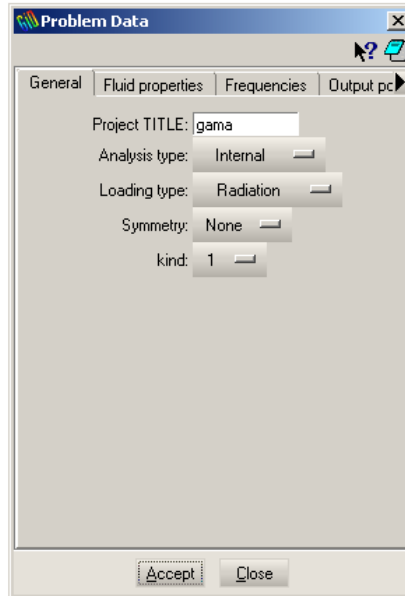 Problem Data
General Fluid properties Frequencies Output po
Project TITLE: gama
Analysis type: Internal
Loading type: Radiation
Symmetry: None
kind: 1
Accept Close